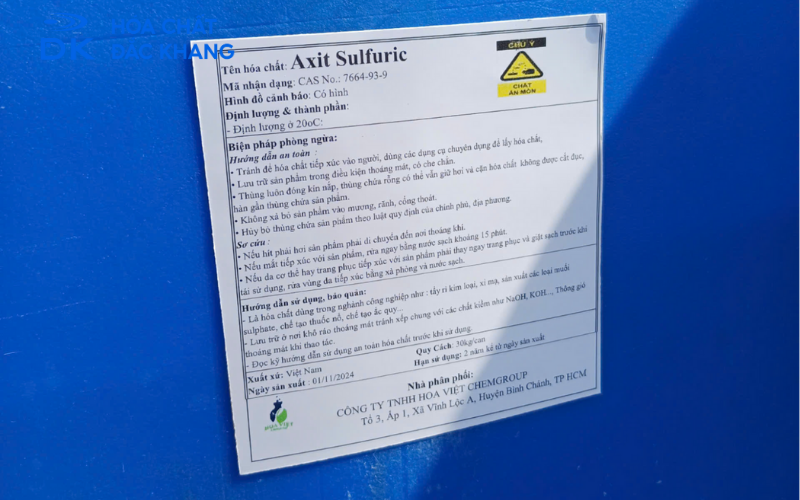 HÓA CHẤT
ĐẮC KHANG
Tên hóa chất: Axit Sulfuric
Mã nhận dạng: CAS No.: 7664-93-9
Hình đồ cảnh báo: Có hình
Định lượng & thành phần:
- Định lượng ở 20oC:
CHÚ Ý
CHẤT
ĂN MÒN
Biện pháp phòng ngừa:
Hướng dẫn an toàn:
• Tránh để hóa chất tiếp xúc vào người, dùng các dụng cụ chuyên dụng để lấy hóa chất,
• Lưu trữ sản phẩm trong điều kiện thoáng mát, có che chắn.
• Thùng luôn đóng kín nắp, thùng chứa rỗng có thể vẫn giữ hơi và cặn hóa chất không được cắt đục,
hàn gắn thùng chứa sản phẩm.
• Không xả bỏ sản phẩm vào mương, rãnh, cống thoát.
• Hủy bỏ thùng chứa sản phẩm theo luật quy định của chính phủ, địa phương.
Sơ cứu :
• Nếu hít phải hơi sản phẩm phải di chuyển đến nơi thoáng khí.
• Nếu mắt tiếp xúc với sản phẩm, rửa ngay bằng nước sạch khoảng 15 phút.
• Nếu da cơ thể hay trang phục tiếp xúc với sản phẩm phải thay ngay trang phục và giặt sạch trước khi
tái sử dụng, rửa vùng da tiếp xúc bằng xà phòng và nước sạch.
Hướng dẫn sử dụng, bảo quản:
- Là hóa chất dùng trong nghành công nghiệp như : tẩy rỉ kim loại, xi mạ, sản xuất các loại muối
sulphate, chế tạo thuốc nổ, chế tạo ắc quy...
- Lưu trữ ở nơi khô ráo thoáng mát tránh xếp chung với các chất kiềm như NaOH, KOH..., Thông gió
thoáng mát khi thao tác.
- Đọc kỹ hướng dẫn sử dụng an toàn hóa chất trước khi sử dụng.
Xuất xứ: Việt Nam
Quy Cách: 30kg/can
Ngày sản xuất : 01/11/2024
Hạn sử dụng: 2 năm kể từ ngày sản xuất
Nhà phân phối:
CÔNG TY TNHH HOA VIỆT CHEMGROUP
Tổ 3, Ấp 1, Xã Vĩnh Lộc A, Huyện Bình Chánh, TP HCM